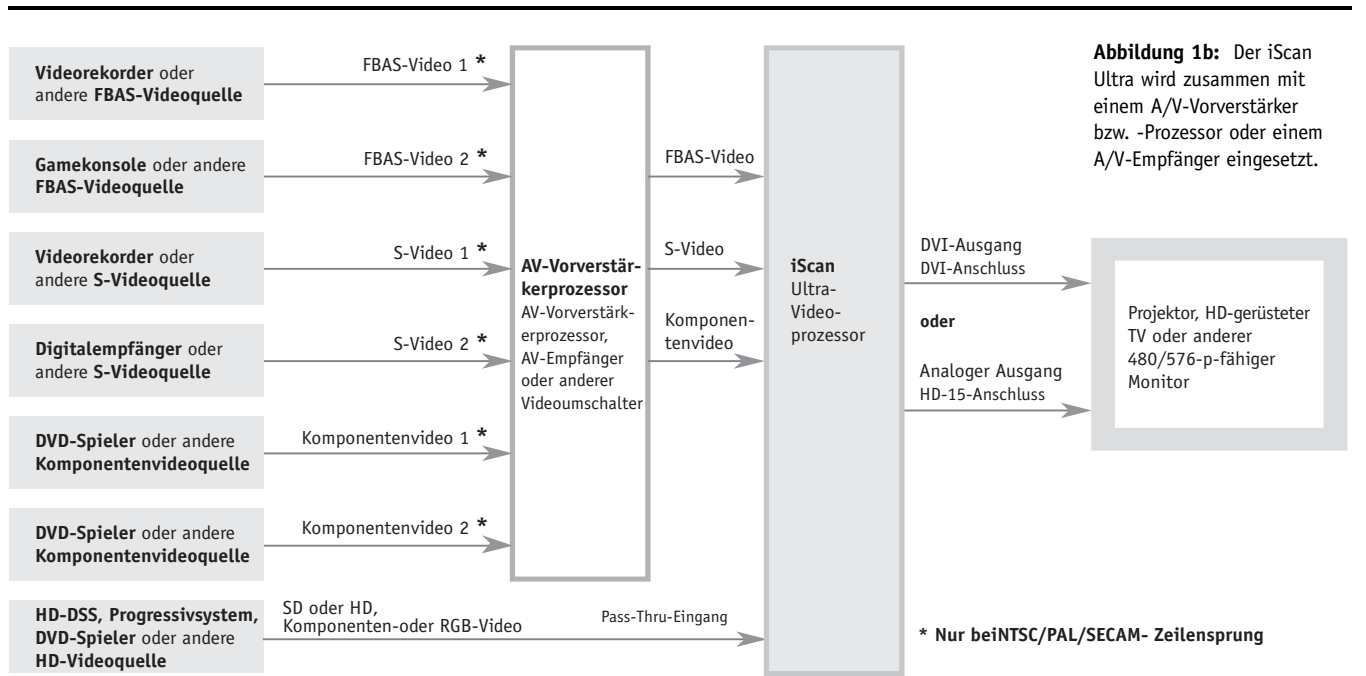 Abbildung 1b: Der iScan
Ultra wird zusammen mit
einem A/V-Vorverstärker
bzw. -Prozessor oder einem
A/V-Empfänger eingesetzt.
Videorekorder oder
andere FBAS-Videoquelle
FBAS-Video 1 *
Gamekonsole oder andere
FBAS-Videoquelle
FBAS-Video 2 *
Videorekorder oder
andere S-Videoquelle
S-Video 1 *
Digitalempfänger oder
andere S-Videoquelle
S-Video 2 *
DVD-Spieler oder andere
Komponentenvideoquelle
Komponentenvideo 1 *
DVD-Spieler oder andere
Komponentenvideoquelle
Komponentenvideo 2 *
HD-DSS, Progressivsystem,
DVD-Spieler oder andere
HD-Videoquelle
SD oder HD,
Komponenten-oder RGB-Video
Pass-Thru-Eingang
AV-Vorverstär-
kerprozessor
AV-Vorverstärk-
erprozessor,
AV-Empfänger
oder anderer
Videoumschalter
FBAS-Video
S-Video
Komponen-
tenvideo
iScan
Ultra-
Video-
prozessor
DVI-Ausgang
DVI-Anschluss
oder
Analoger Ausgang
HD-15-Anschluss
Projektor, HD-gerüsteter
TV oder anderer
480/576-p-fähiger
Monitor
* Nur beiNTSC/PAL/SECAM- Zeilensprung